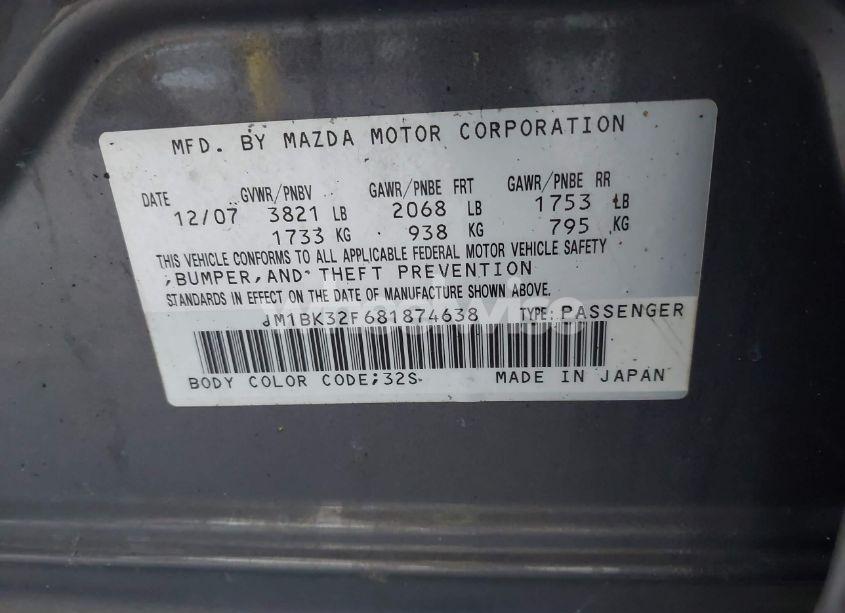 MFD. BY MAZDA MOTOR CORPORATION
DATE GVWR/PNBV GAWR/PNBE FRT GAWR/PNBE RR
12/07 3821 LB 2068 LB 1753 LB
1733 KG 938 KG 795 KG
THIS VEHICLE CONFORMS TO ALL APPLICABLE FEDERAL MOTOR VEHICLE SAFETY
,BUMPER,AND THEFT PREVENTION
STANDARDS IN EFFECT ON THE DATE OF MANUFACTURE SHOWN ABOVE.
JM1BK32F681874638 TYPE: PASSENGER
BODY COLOR CODE;32S MADE IN JAPAN